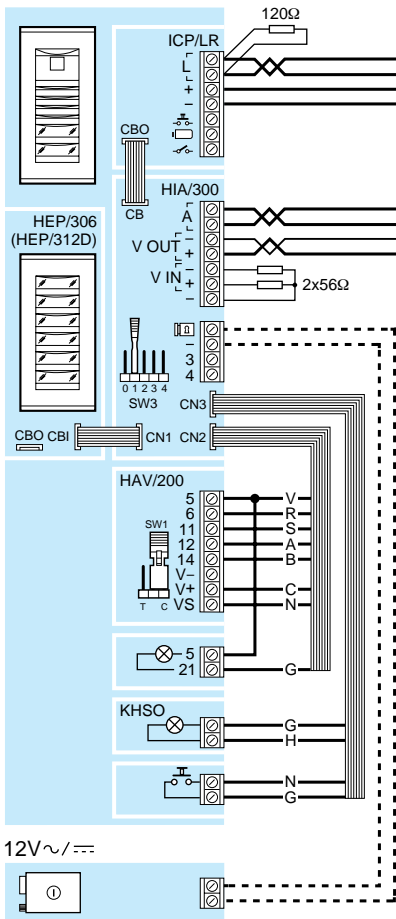 120Ω
ICP/LR
L
+
–
CBO
CB
HIA/300
A
–
V OUT
+
–
V IN
+
–
2x56Ω
HEP/306
(HEP/312D)
–
3
4
0 1 2 3 4
SW3
CN3
CBO CBI
CN1
CN2
HAV/200
5
V
6
R
11
S
12
A
14
B
V–
V+
C
VS
N
SW1
T C
5
21
G
KHSO
G
H
N
G
12V ~/⎓